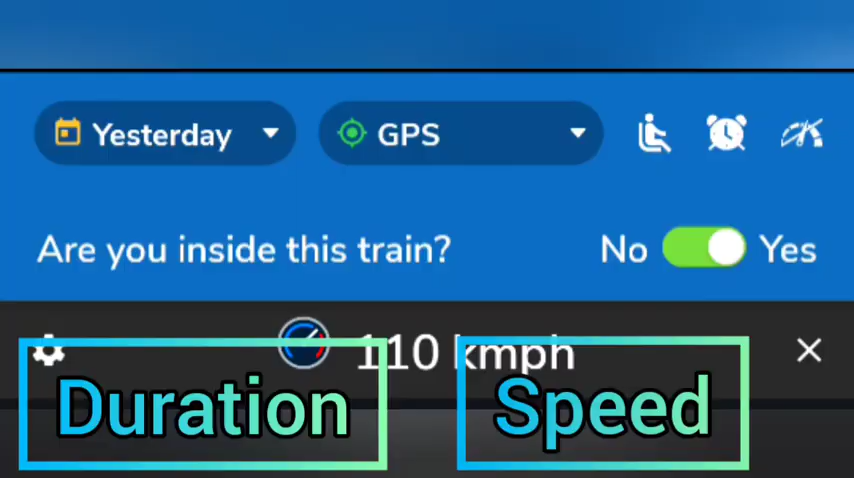 Yesterday GPS
Are you inside this train? No Yes
110 kmph
Duration Speed